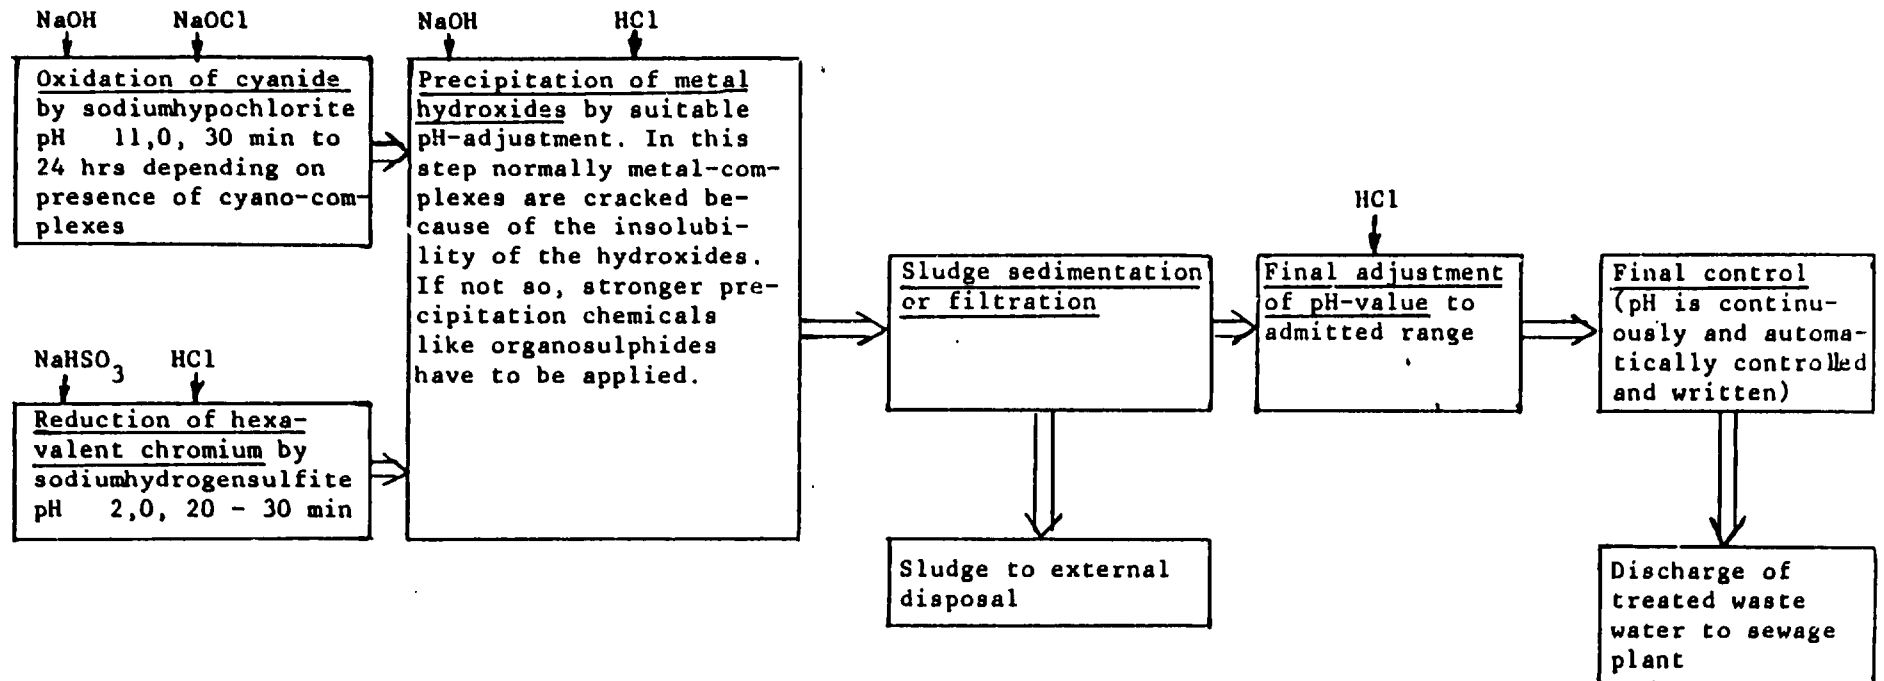 NaOH NaOCl
Oxidation of cyanide
by sodiumhypochlorite
pH 11,0, 30 min to
24 hrs depending on
presence of cyano-com-
plexes
NaHSO3 HCl
Reduction of hexa-
valent chromium by
sodiumhydrogensulfite
pH 2,0, 20 - 30 min
NaOH HCl
Precipitation of metal
hydroxides by suitable
pH-adjustment. In this
step normally metal-com-
plexes are cracked be-
cause of the insolubi-
lity of the hydroxides.
If not so, stronger pre-
cipitation chemicals
like organosulphides
have to be applied.
Sludge sedimentation
or filtration
Sludge to external
disposal
HCl
Final adjustment
of pH-value to
admitted range
Final control
(pH is continu-
ously and automa-
tically controlled
and written)
Discharge of
treated waste
water to sewage
plant